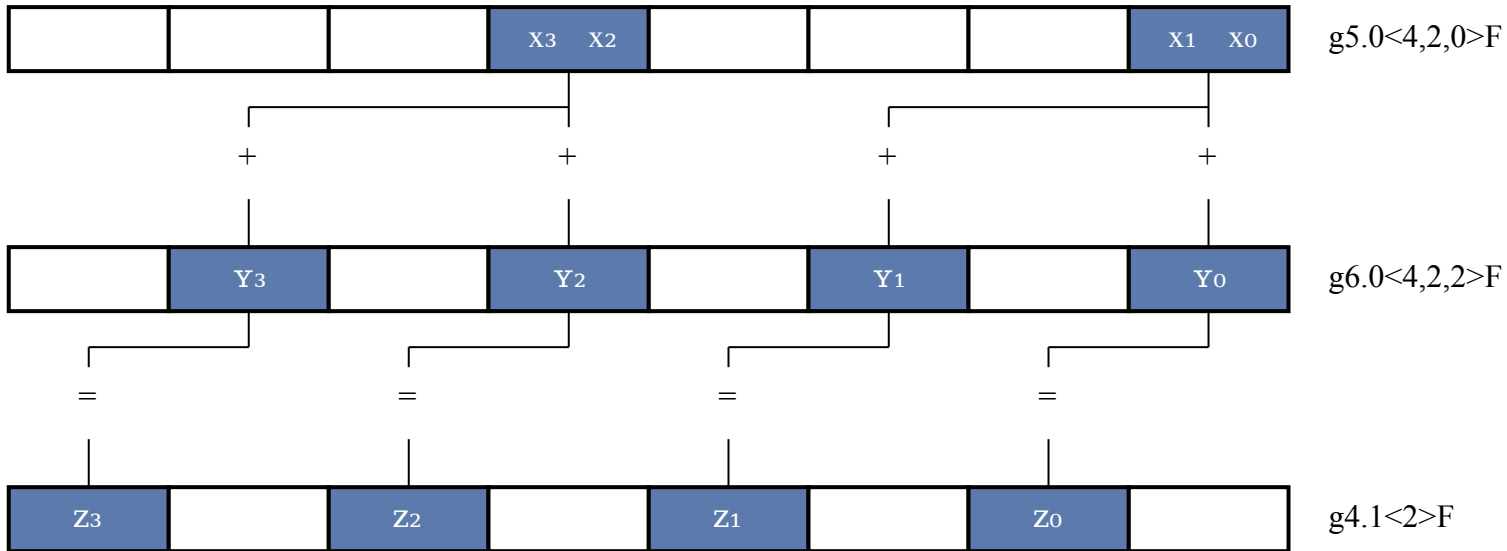 X3 X2 X1 X0 g5.0<4,2,0>F
+ + + +
Y3 Y2 Y1 Y0 g6.0<4,2,2>F
= = = =
Z3 Z2 Z1 Z0 g4.1<2>F